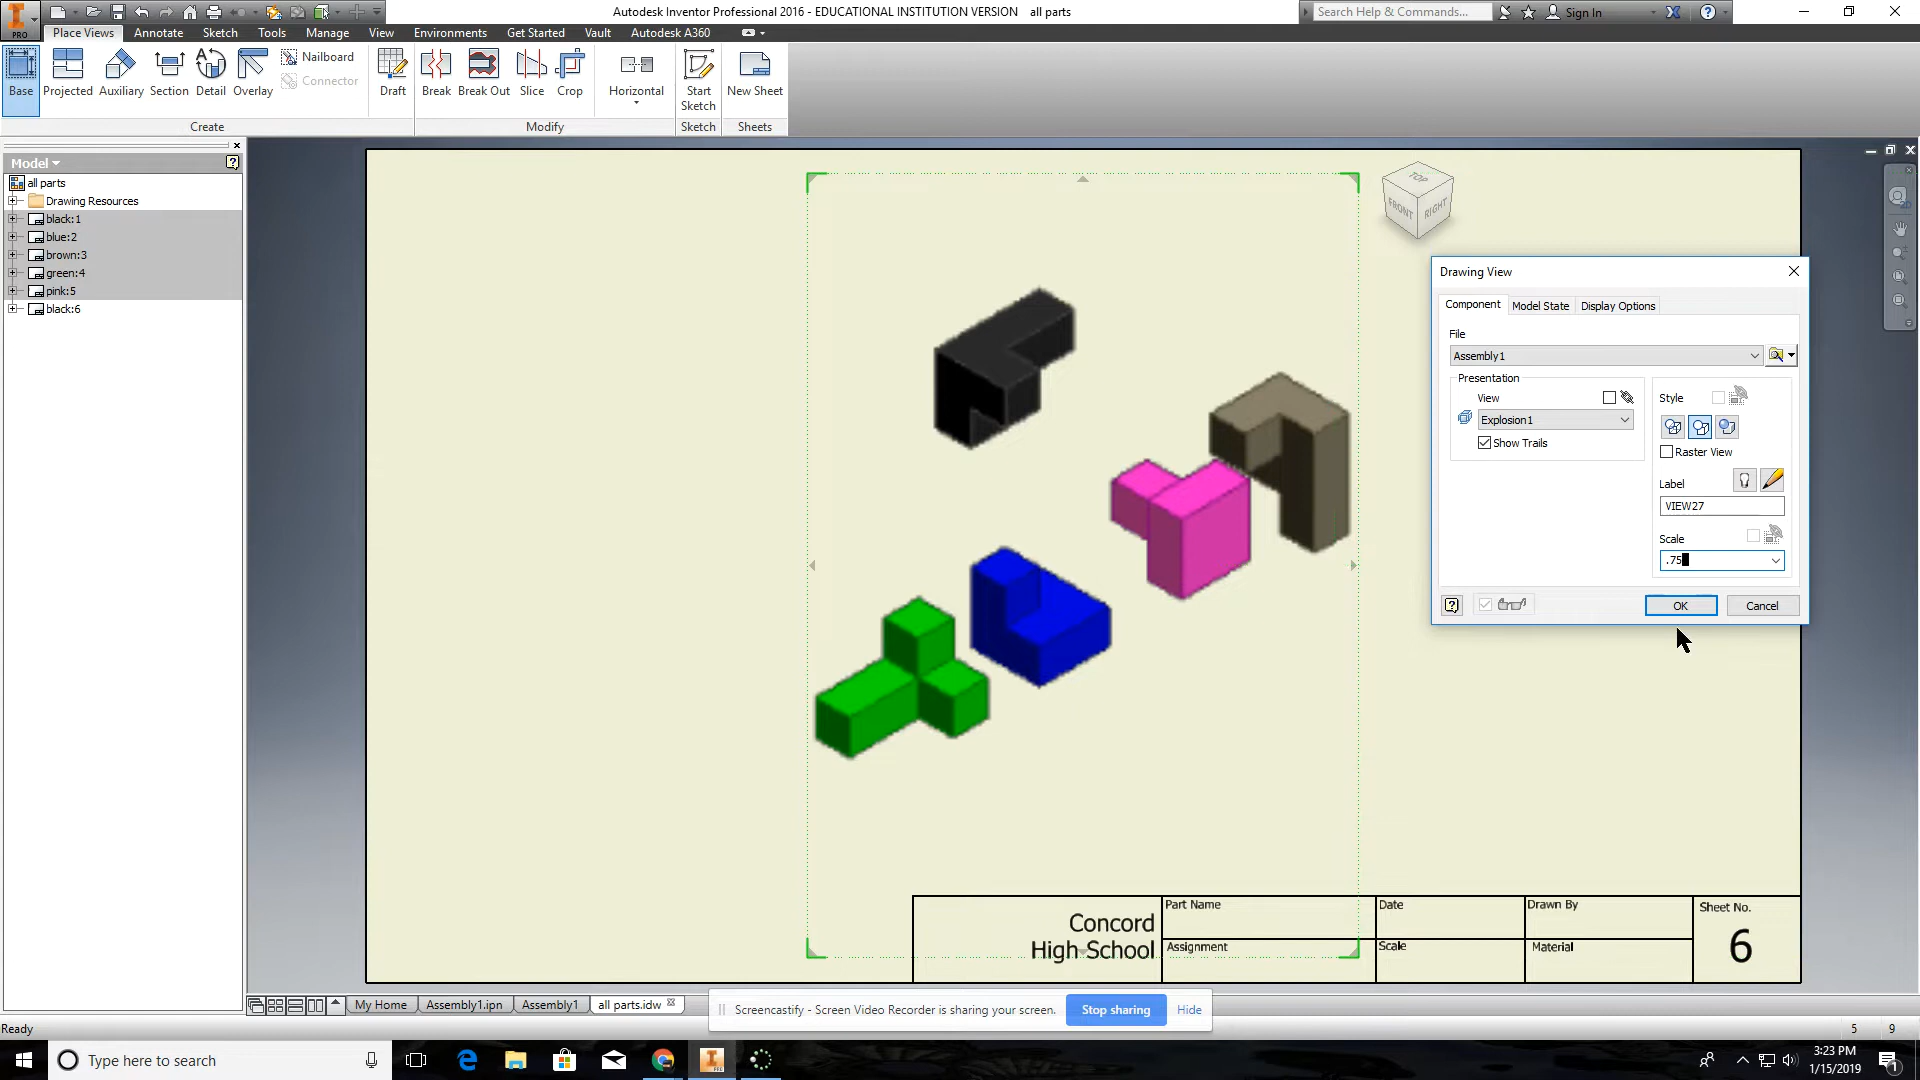 Autodesk Inventor Professional 2016 - EDUCATIONAL INSTITUTION VERSION all parts
Search Help & Commands...
Sign In
PRO
Place Views Annotate Sketch Tools Manage View Environments Get Started Vault Autodesk A360
Base Projected Auxiliary Section Detail Overlay
Nailboard
Connector
Draft
Break Break Out Slice Crop
Horizontal
Start
Sketch
New Sheet
Create
Modify
Sketch
Sheets
Model
all parts
Drawing Resources
black:1
blue:2
brown:3
green:4
pink:5
black:6
TOP
FRONT
RIGHT
Drawing View
Component Model State Display Options
File
Assembly1
Presentation
View
Explosion1
Show Trails
Style
Raster View
Label
VIEW27
Scale
.75
OK
Cancel
Concord
High School
Part Name
Assignment
Date
Scale
Drawn By
Material
Sheet No.
6
My Home Assembly1.ipn Assembly1 all parts.idw
Screencastify - Screen Video Recorder is sharing your screen. Stop sharing Hide
Ready
5 9
Type here to search
PRO
3:23 PM
1/15/2019
1